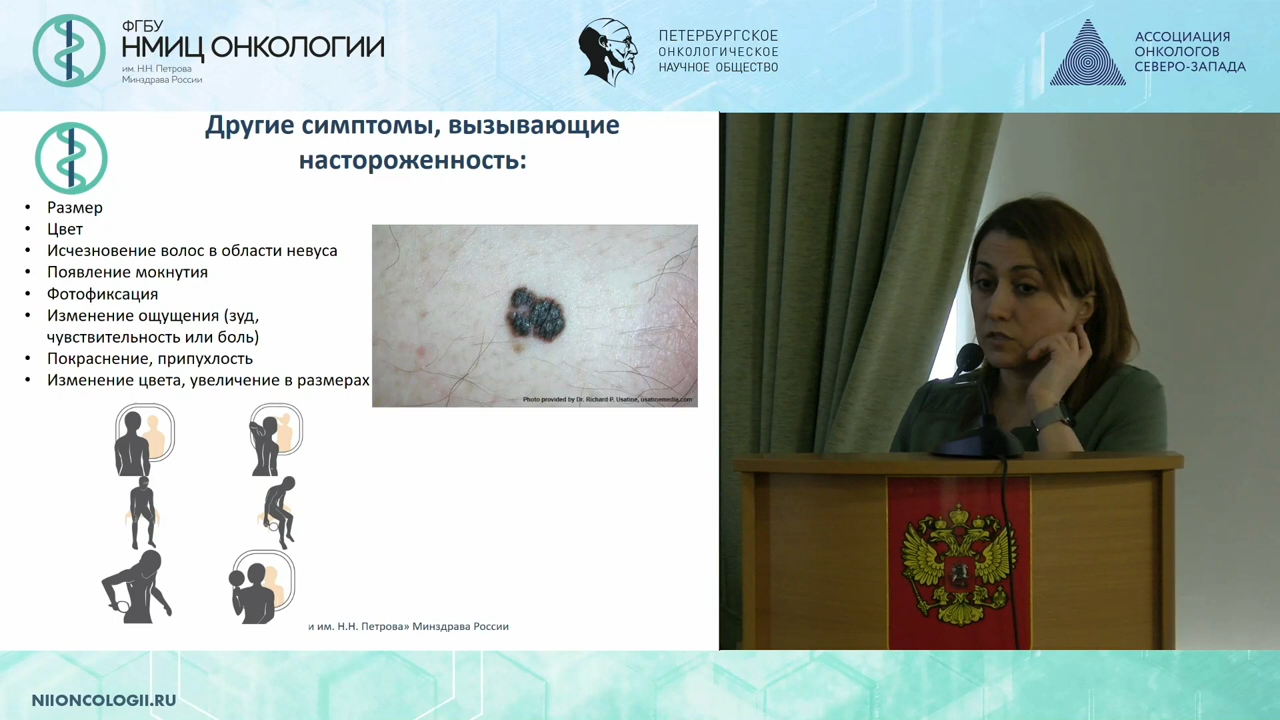 ФГБУ
НМИЦ ОНКОЛОГИИ
им. Н.Н. Петрова
Минздрава России
ПЕТЕРБУРГСКОЕ
ОНКОЛОГИЧЕСКОЕ
НАУЧНОЕ ОБЩЕСТВО
АССОЦИАЦИЯ
ОНКОЛОГОВ
СЕВЕРО-ЗАПАДА
Другие симптомы, вызывающие
настороженность:
• Размер
• Цвет
• Исчезновение волос в области невуса
• Появление мокнутия
• Фотофиксация
• Изменение ощущения (зуд,
чувствительность или боль)
• Покраснение, припухлость
• Изменение цвета, увеличение в размерах
Photo provided by Dr. Richard P. Usatine, usatinemedia.com
и им. Н.Н. Петрова» Минздрава России
NIIONCOLOGII.RU